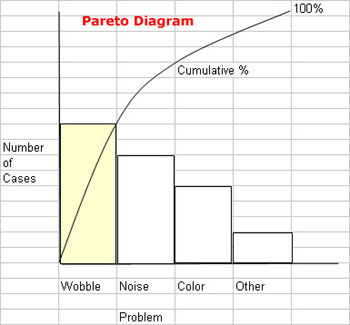 Pareto Diagram
100%
Cumulative %
Number
of
Cases
Wobble Noise Color Other
Problem